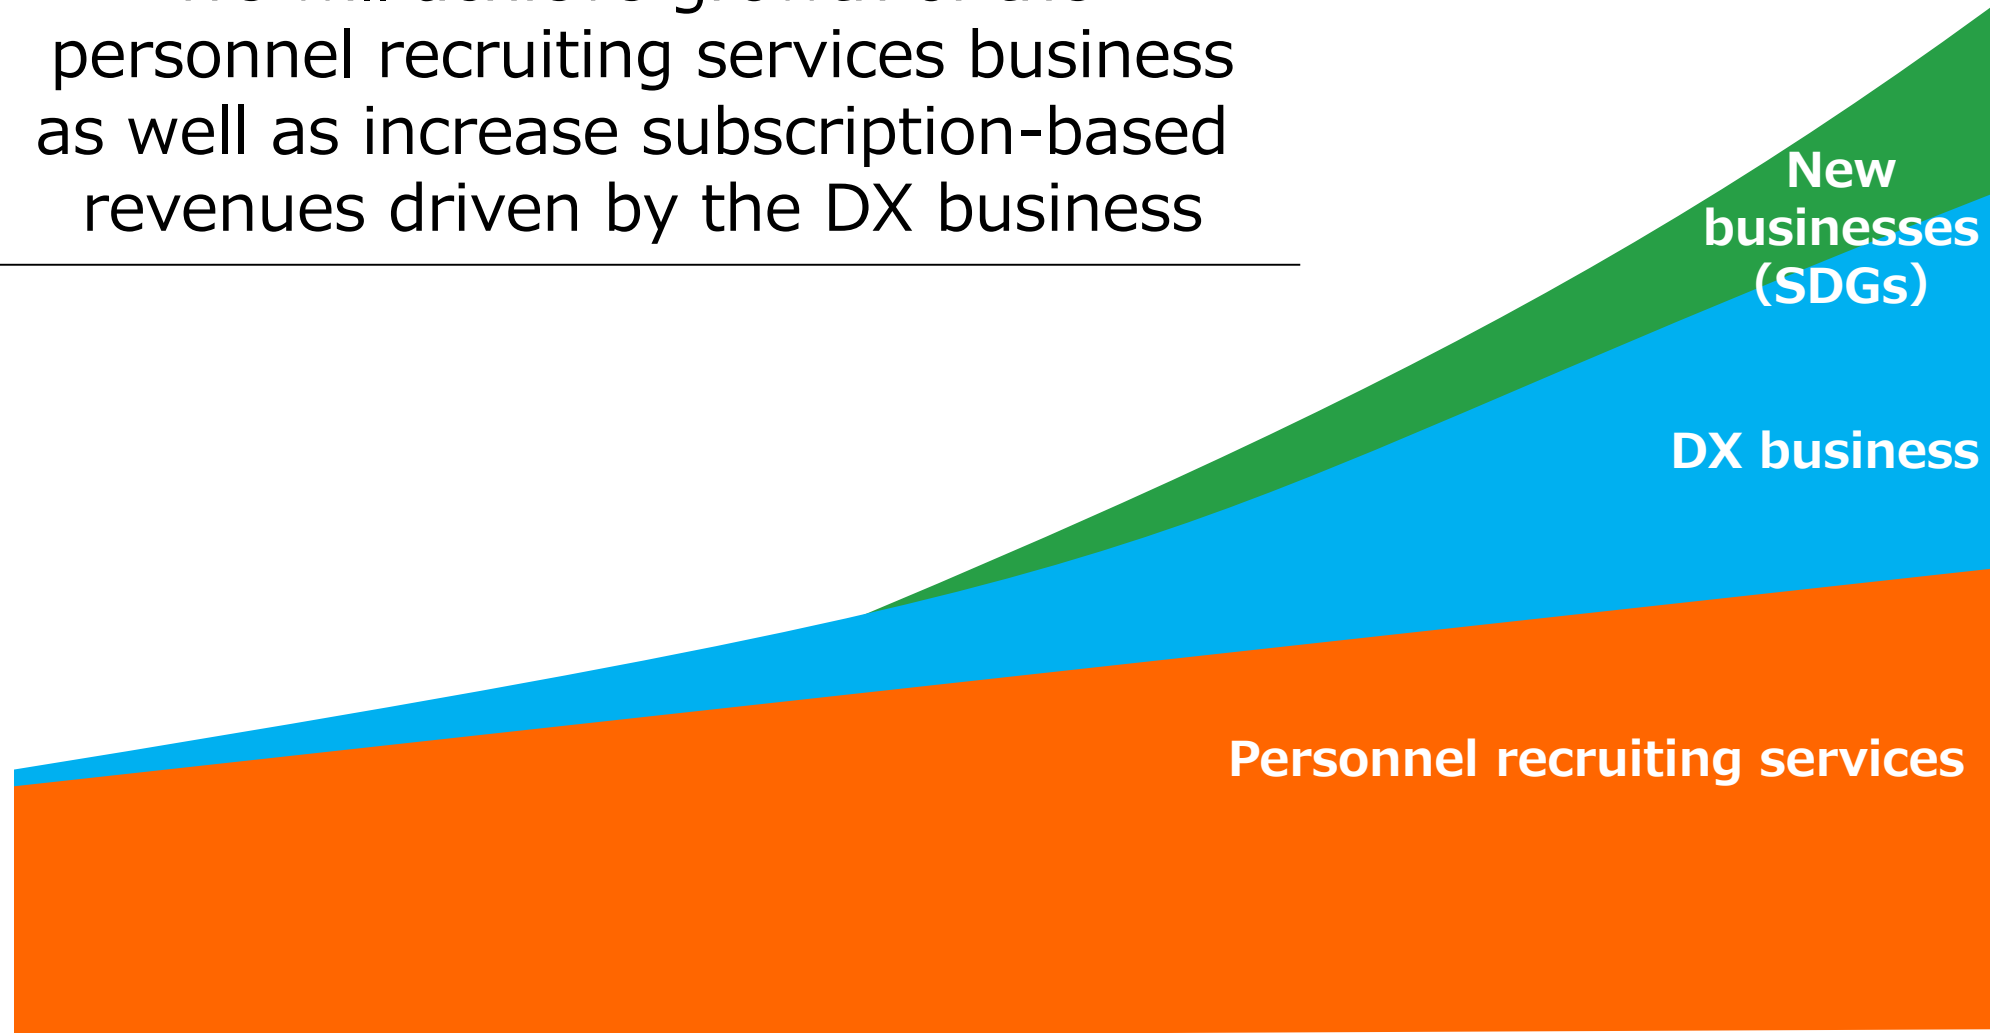 personnel recruiting services business
as well as increase subscription-based
revenues driven by the DX business
New
businesses
（SDGs）
DX business
Personnel recruiting services